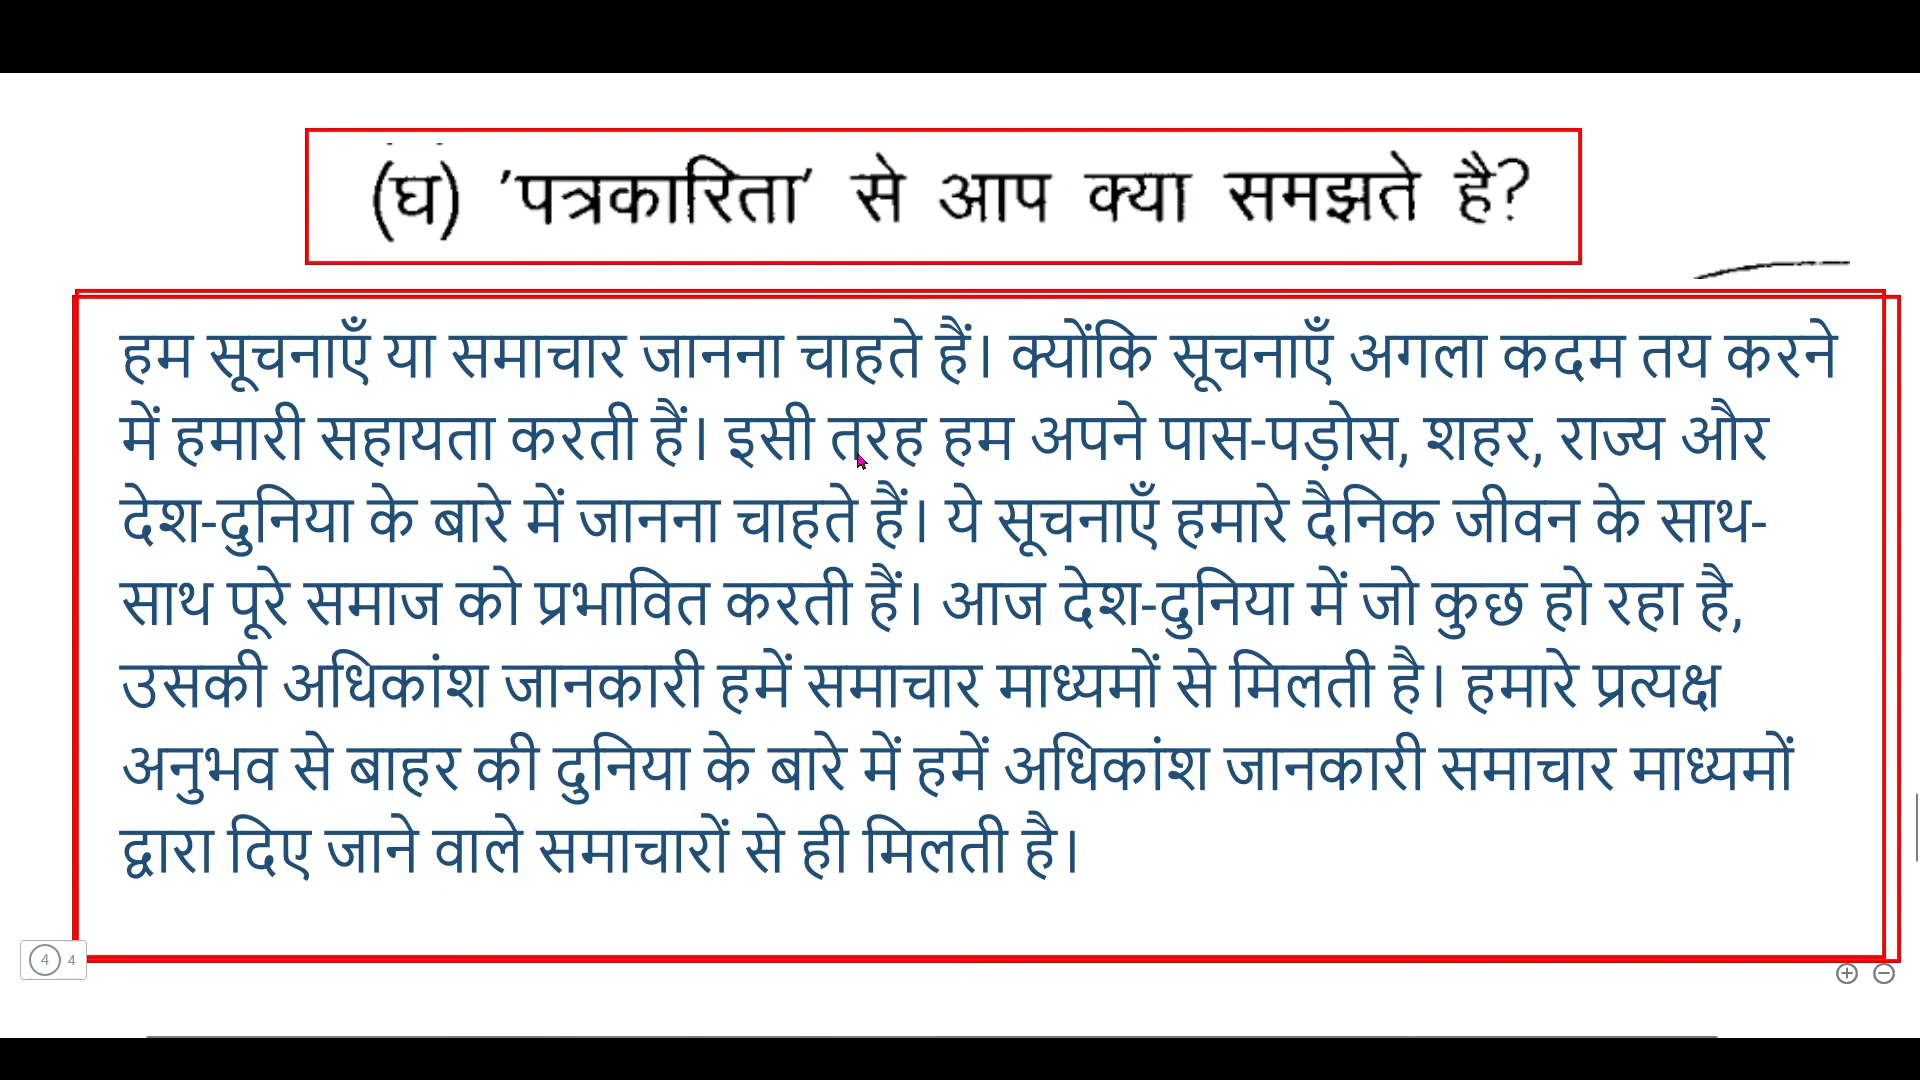 (घ) 'पत्रकारिता' से आप क्या समझते है?
हम सूचनाएँ या समाचार जानना चाहते हैं। क्योंकि सूचनाएँ अगला कदम तय करने
में हमारी सहायता करती हैं। इसी तरह हम अपने पास-पड़ोस, शहर, राज्य और
देश-दुनिया के बारे में जानना चाहते हैं। ये सूचनाएँ हमारे दैनिक जीवन के साथ-
साथ पूरे समाज को प्रभावित करती हैं। आज देश-दुनिया में जो कुछ हो रहा है,
उसकी अधिकांश जानकारी हमें समाचार माध्यमों से मिलती है। हमारे प्रत्यक्ष
अनुभव से बाहर की दुनिया के बारे में हमें अधिकांश जानकारी समाचार माध्यमों
द्वारा दिए जाने वाले समाचारों से ही मिलती है।
4 4